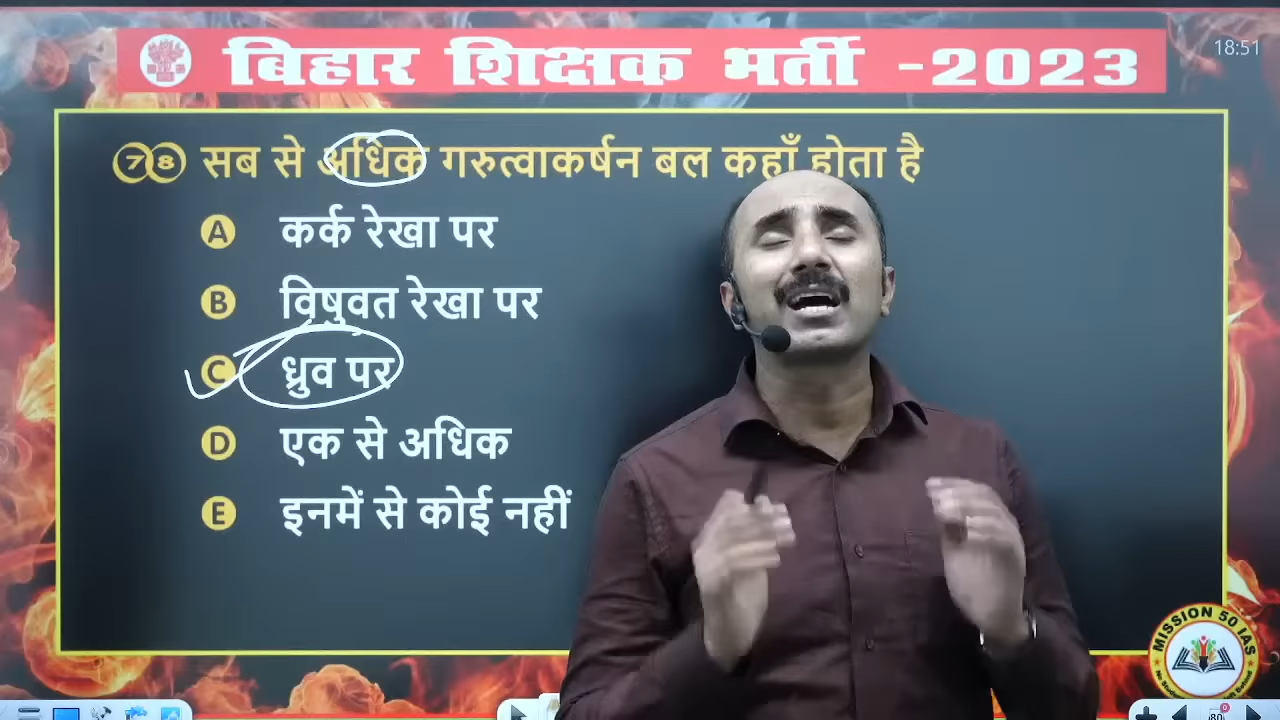 बिहार शिक्षक भर्ती -2023
18:51
78 सब से अधिक गरुत्वाकर्षन बल कहाँ होता है
A कर्क रेखा पर
B विषुवत रेखा पर
C ध्रुव पर
D एक से अधिक
E इनमें से कोई नहीं
MISSION 50 IAS
80